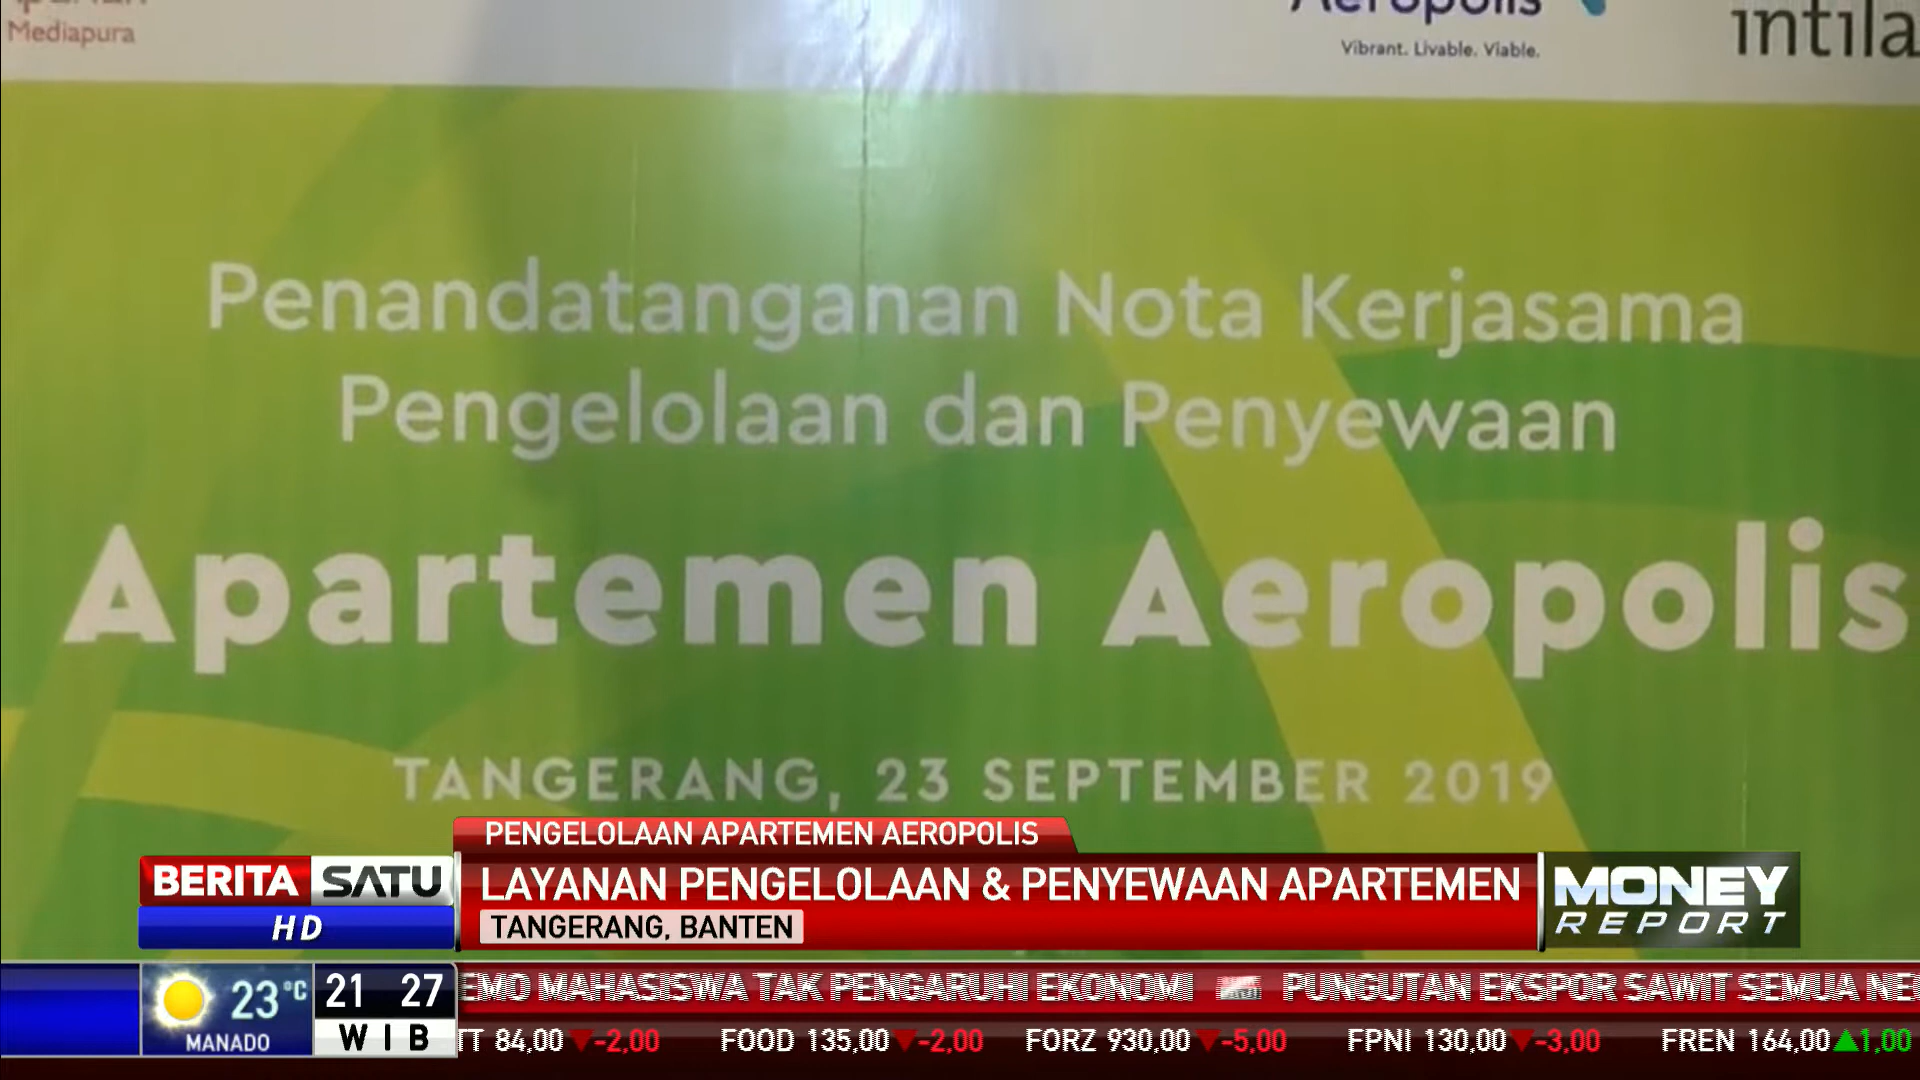 Mediapura
Aeropolis
Vibrant. Livable. Viable.
intila
Penandatanganan Nota Kerjasama
Pengelolaan dan Penyewaan
Apartemen Aeropolis
TANGERANG, 23 SEPTEMBER 2019
PENGELOLAAN APARTEMEN AEROPOLIS
BERITA SATU
HD
LAYANAN PENGELOLAAN & PENYEWAAN APARTEMEN
TANGERANG, BANTEN
MONEY
REPORT
23°C
MANADO
21 27
WIB
EMO MAHASISWA TAK PENGARUHI EKONOMI PUNGUTAN EKSPOR SAWIT SEMUA NE
TT 84,00 ▼-2,00 FOOD 135,00 ▼-2,00 FORZ 930,00 ▼-5,00 FPNI 130,00 ▼-3,00 FREN 164,00 ▲1,00